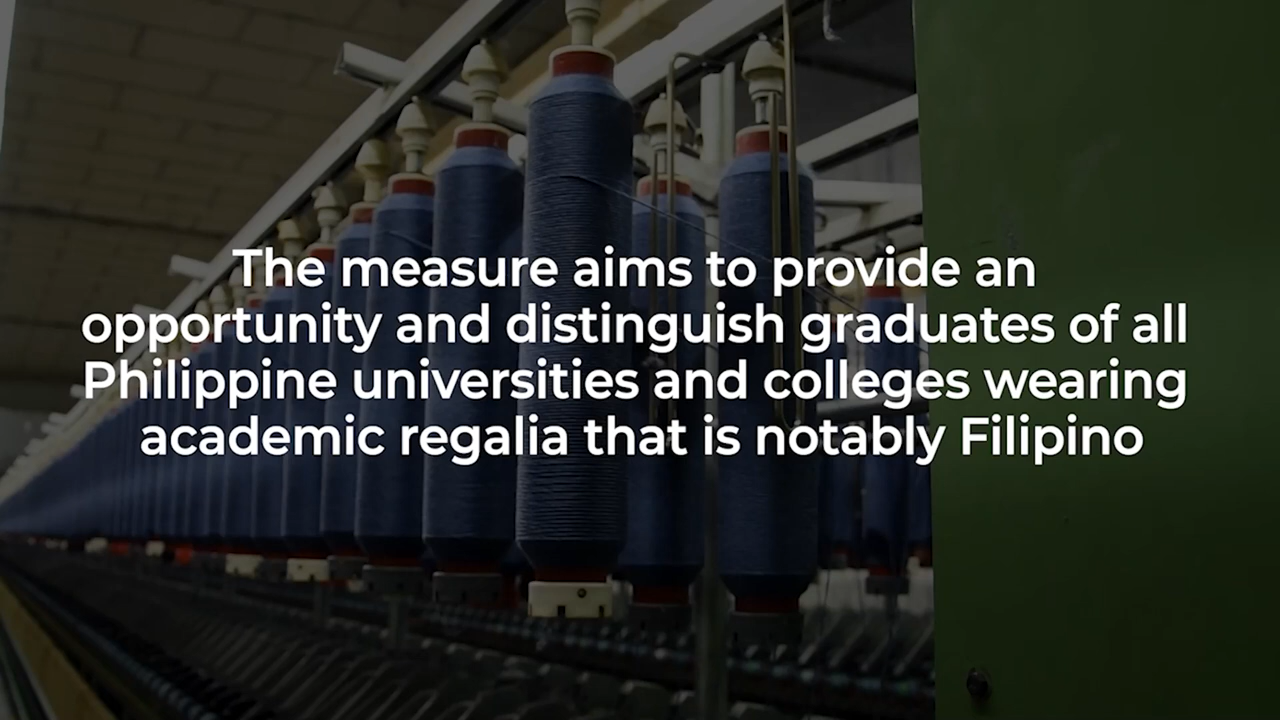 The measure aims to provide an
opportunity and distinguish graduates of all
Philippine universities and colleges wearing
academic regalia that is notably Filipino